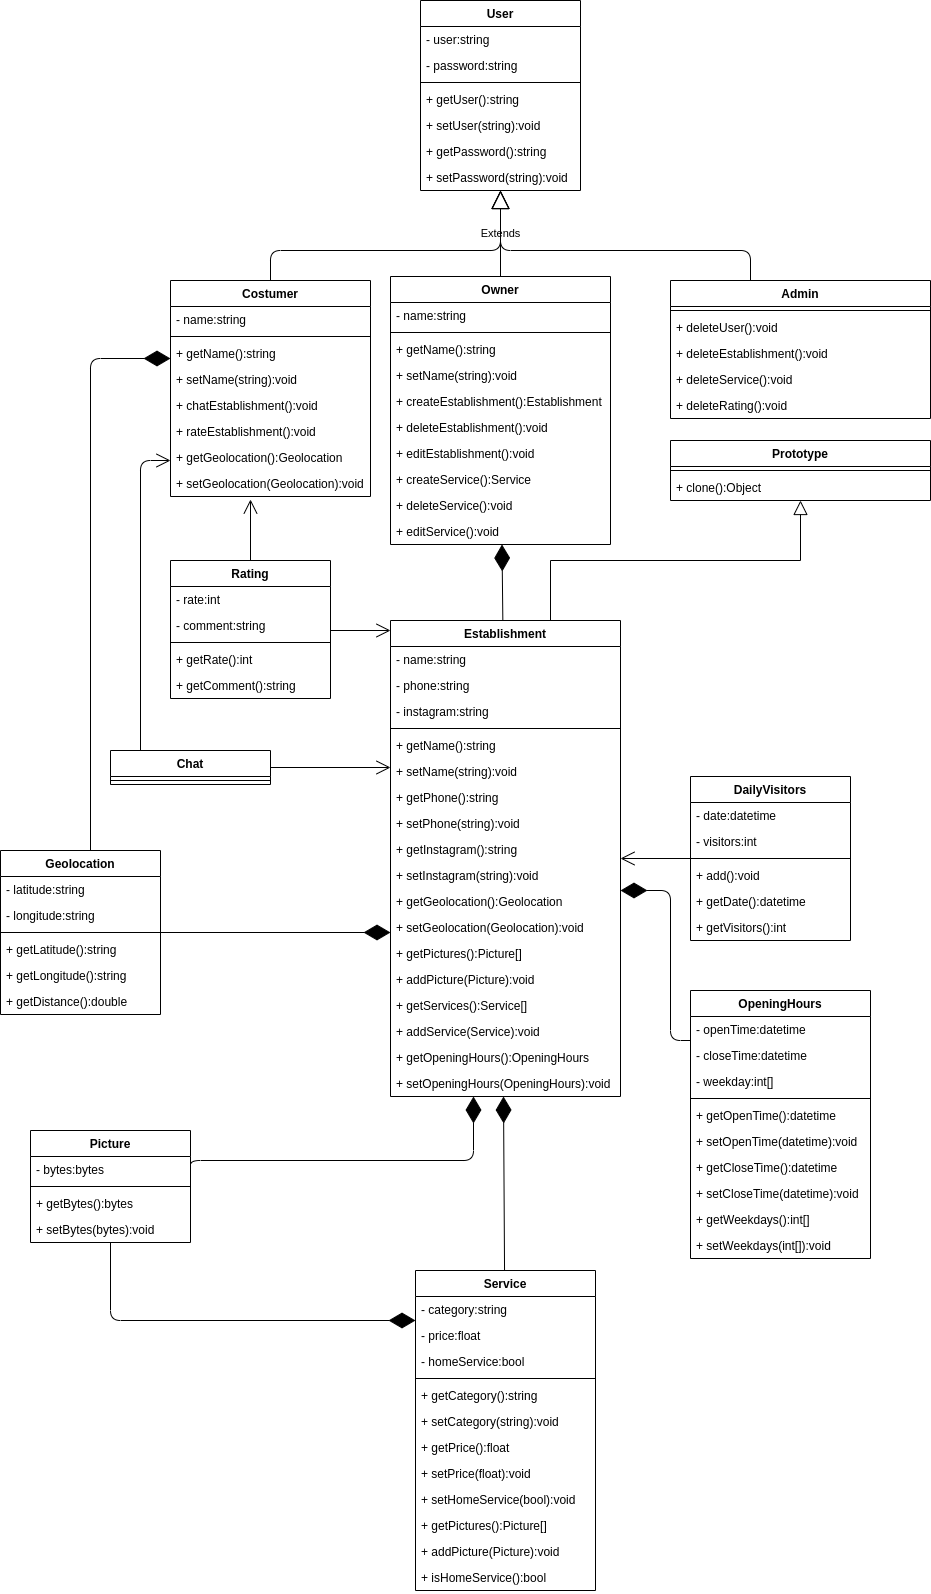 User
- user:string
- password:string
+ getUser():string
+ setUser(string):void
+ getPassword():string
+ setPassword(string):void
Extends
Costumer
- name:string
+ getName():string
+ setName(string):void
+ chatEstablishment():void
+ rateEstablishment():void
+ getGeolocation():Geolocation
+ setGeolocation(Geolocation):void
Owner
- name:string
+ getName():string
+ setName(string):void
+ createEstablishment():Establishment
+ deleteEstablishment():void
+ editEstablishment():void
+ createService():Service
+ deleteService():void
+ editService():void
Admin
+ deleteUser():void
+ deleteEstablishment():void
+ deleteService():void
+ deleteRating():void
Prototype
+ clone():Object
Rating
- rate:int
- comment:string
+ getRate():int
+ getComment():string
Establishment
- name:string
- phone:string
- instagram:string
+ getName():string
+ setName(string):void
+ getPhone():string
+ setPhone(string):void
+ getInstagram():string
+ setInstagram(string):void
+ getGeolocation():Geolocation
+ setGeolocation(Geolocation):void
+ getPictures():Picture[]
+ addPicture(Picture):void
+ getServices():Service[]
+ addService(Service):void
+ getOpeningHours():OpeningHours
+ setOpeningHours(OpeningHours):void
Chat
DailyVisitors
- date:datetime
- visitors:int
+ add():void
+ getDate():datetime
+ getVisitors():int
Geolocation
- latitude:string
- longitude:string
+ getLatitude():string
+ getLongitude():string
+ getDistance():double
OpeningHours
- openTime:datetime
- closeTime:datetime
- weekday:int[]
+ getOpenTime():datetime
+ setOpenTime(datetime):void
+ getCloseTime():datetime
+ setCloseTime(datetime):void
+ getWeekdays():int[]
+ setWeekdays(int[]):void
Picture
- bytes:bytes
+ getBytes():bytes
+ setBytes(bytes):void
Service
- category:string
- price:float
- homeService:bool
+ getCategory():string
+ setCategory(string):void
+ getPrice():float
+ setPrice(float):void
+ setHomeService(bool):void
+ getPictures():Picture[]
+ addPicture(Picture):void
+ isHomeService():bool